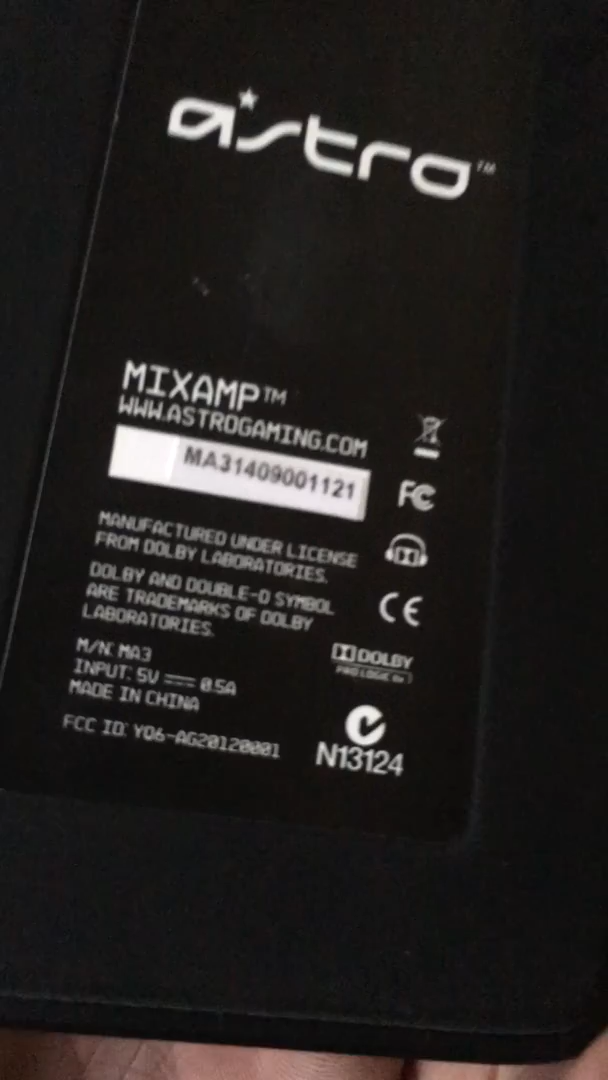 astro™
MIXAMP™
WWW.ASTROGAMING.COM
MA31409001121
FC
MANUFACTURED UNDER LICENSE
FROM DOLBY LABORATORIES.
DOLBY AND DOUBLE-D SYMBOL
ARE TRADEMARKS OF DOLBY
LABORATORIES.
CE
M/N: MA3
INPUT: 5V 0.5A
MADE IN CHINA
DOLBY
PRO LOGIC IIx
FCC ID: YO6-AG20120001
N13124